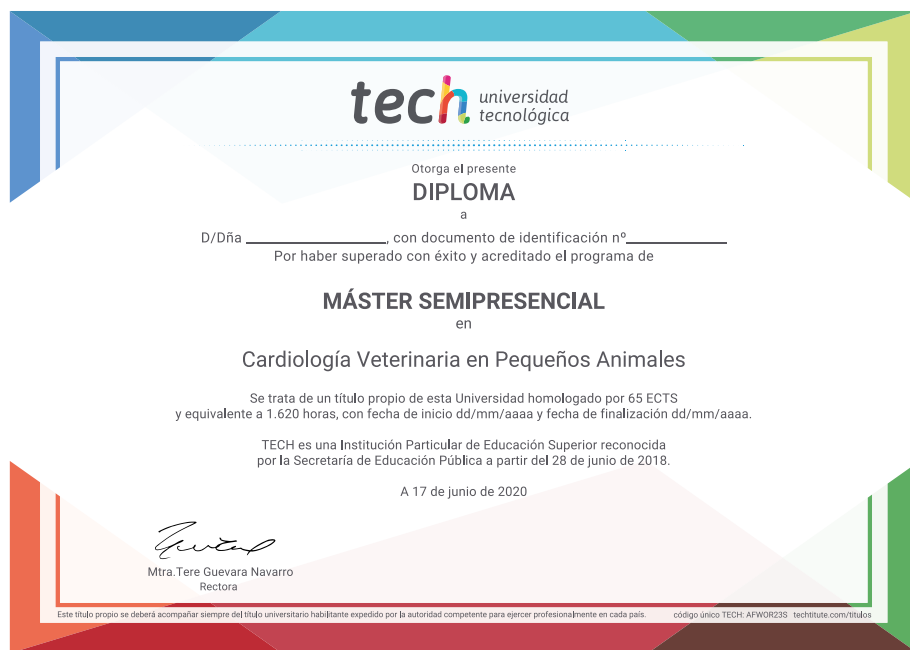 tech universidad
tecnológica
Otorga el presente
DIPLOMA
a
D/Dña ____________, con documento de identificación nº____________
Por haber superado con éxito y acreditado el programa de
MÁSTER SEMIPRESENCIAL
en
Cardiología Veterinaria en Pequeños Animales
Se trata de un título propio de esta Universidad homologado por 65 ECTS
y equivalente a 1.620 horas, con fecha de inicio dd/mm/aaaa y fecha de finalización dd/mm/aaaa.
TECH es una Institución Particular de Educación Superior reconocida
por la Secretaría de Educación Pública a partir del 28 de junio de 2018.
A 17 de junio de 2020
Mtra.Tere Guevara Navarro
Rectora
Este título propio se deberá acompañar siempre del título universitario habilitante expedido por la autoridad competente para ejercer profesionalmente en cada país. código único TECH: AFWOR23S techtitute.com/titulos